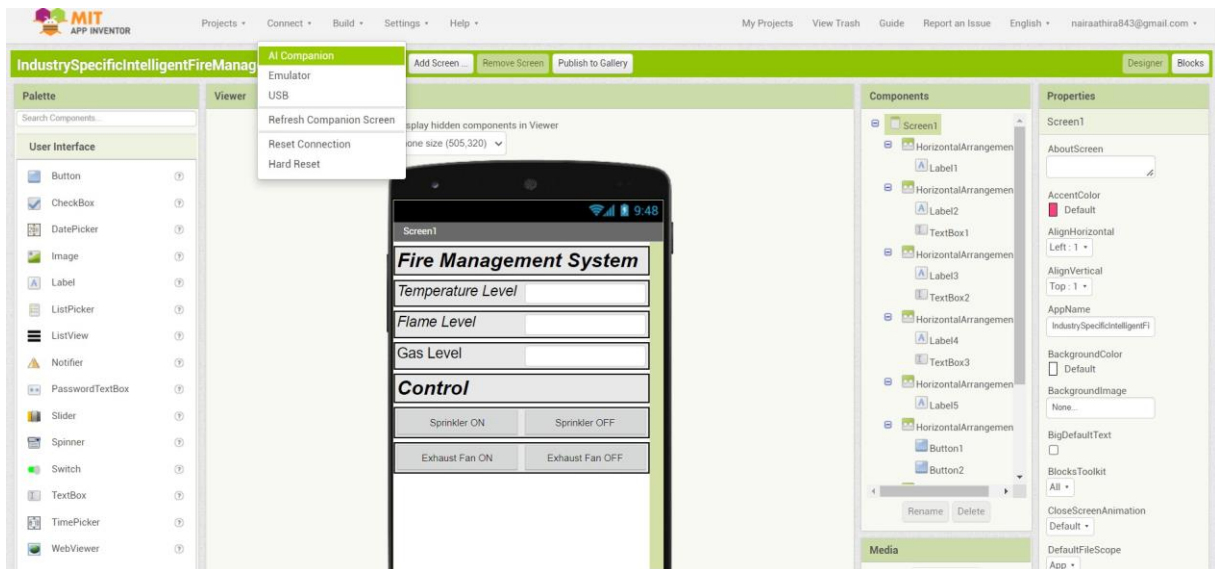 MIT
APP INVENTOR
Projects Connect Build Settings Help
My Projects View Trash Guide Report an Issue English nairaathira843@gmail.com
IndustrySpecificIntelligentFireManag
Add Screen ... Remove Screen Publish to Gallery
Designer Blocks
AI Companion
Emulator
USB
Refresh Companion Screen
Reset Connection
Hard Reset
Palette
Search Components...
User Interface
Button
CheckBox
DatePicker
Image
Label
ListPicker
ListView
Notifier
PasswordTextBox
Slider
Spinner
Switch
TextBox
TimePicker
WebViewer
Viewer
splay hidden components in Viewer
one size (505,320)
9:48
Screen1
Fire Management System
Temperature Level
Flame Level
Gas Level
Control
Sprinkler ON Sprinkler OFF
Exhaust Fan ON Exhaust Fan OFF
Components
Screen1
HorizontalArrangemen
Label1
HorizontalArrangemen
Label2
TextBox1
HorizontalArrangemen
Label3
TextBox2
HorizontalArrangemen
Label4
TextBox3
HorizontalArrangemen
Label5
HorizontalArrangemen
Button1
Button2
Rename Delete
Media
Properties
Screen1
AboutScreen
AccentColor
Default
AlignHorizontal
Left : 1
AlignVertical
Top : 1
AppName
IndustrySpecificIntelligentFi
BackgroundColor
Default
BackgroundImage
None...
BigDefaultText
BlocksToolkit
All
CloseScreenAnimation
Default
DefaultFileScope
App